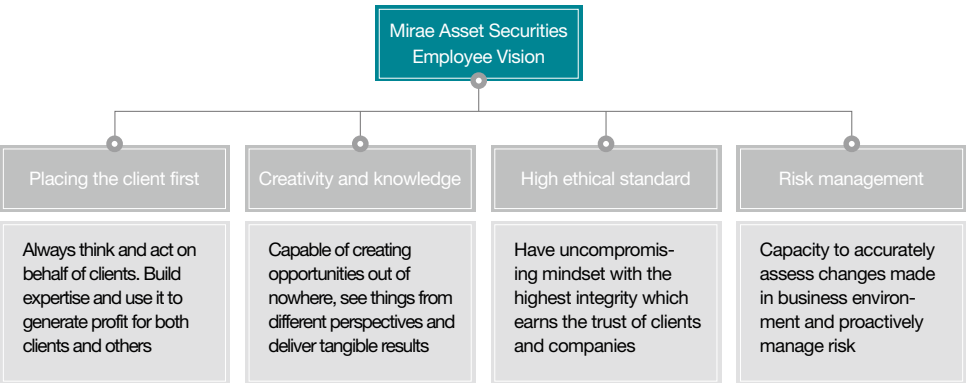 Mirae Asset Securities
Employee Vision
Placing the client first
Creativity and knowledge
High ethical standard
Risk management
Always think and act on
behalf of clients. Build
expertise and use it to
generate profit for both
clients and others
Capable of creating
opportunities out of
nowhere, see things from
different perspectives and
deliver tangible results
Have uncompromis-
ing mindset with the
highest integrity which
earns the trust of clients
and companies
Capacity to accurately
assess changes made
in business environ-
ment and proactively
manage risk